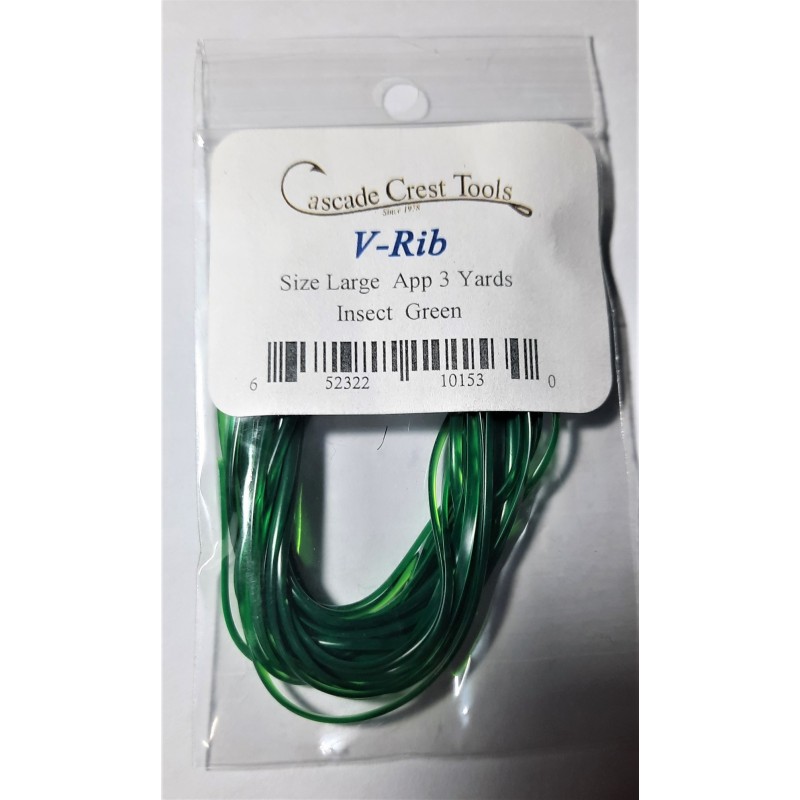 Cascade Crest Tools
Since 1978
V-Rib
Size Large App 3 Yards
Insect Green
6 52322 10153 0